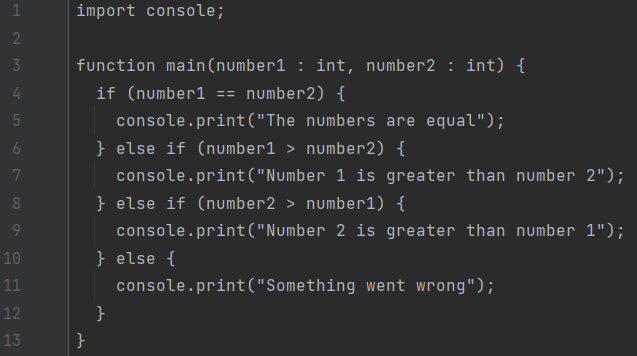 1 import console;
2
3 function main(number1 : int, number2 : int) {
4   if (number1 == number2) {
5     console.print("The numbers are equal");
6   } else if (number1 > number2) {
7     console.print("Number 1 is greater than number 2");
8   } else if (number2 > number1) {
9     console.print("Number 2 is greater than number 1");
10   } else {
11     console.print("Something went wrong");
12   }
13 }